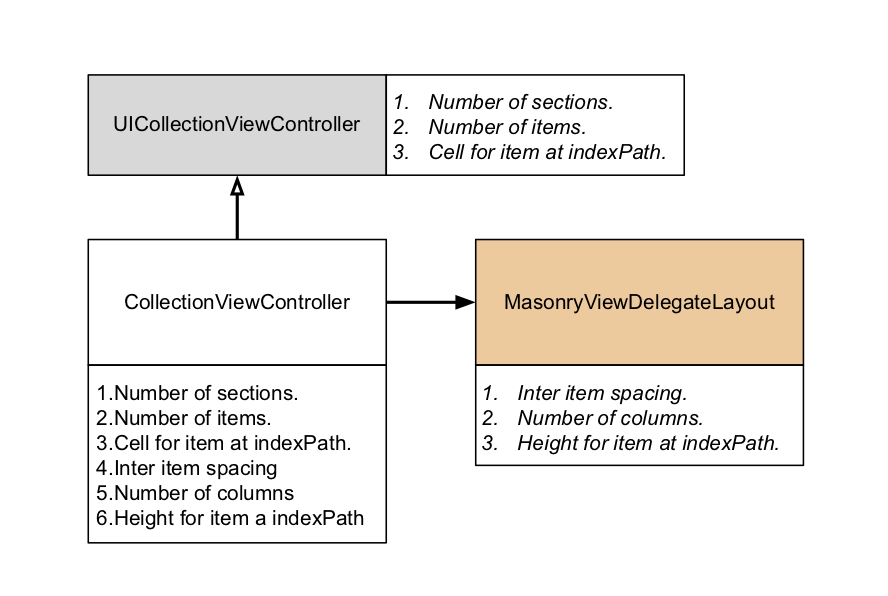 UICollectionViewController
1. Number of sections.
2. Number of items.
3. Cell for item at indexPath.
CollectionViewController
1.Number of sections.
2.Number of items.
3.Cell for item at indexPath.
4.Inter item spacing
5.Number of columns
6.Height for item a indexPath
MasonryViewDelegateLayout
1. Inter item spacing.
2. Number of columns.
3. Height for item at indexPath.